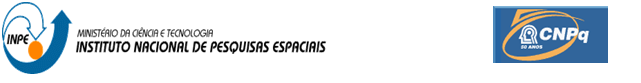 INPE
MINISTÉRIO DA CIÊNCIA E TECNOLOGIA
INSTITUTO NACIONAL DE PESQUISAS ESPACIAIS
CNPq
50 ANOS